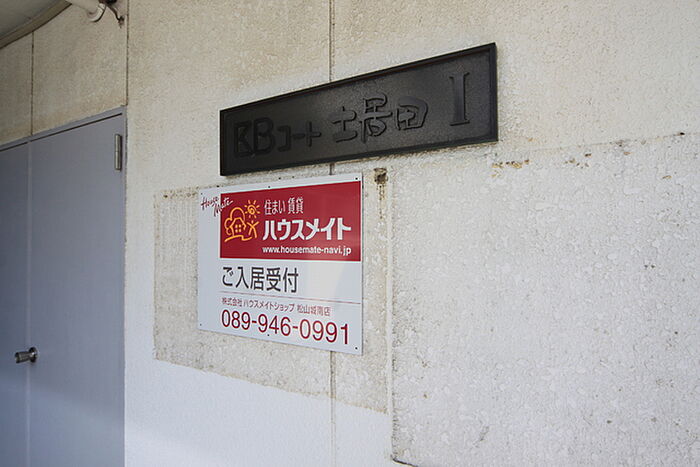 BBコート 土居田 I
House Mate
住まい 賃貸
ハウスメイト
www.housemate-navi.jp
ご入居受付
株式会社 ハウスメイトショップ 松山城南店
089-946-0991